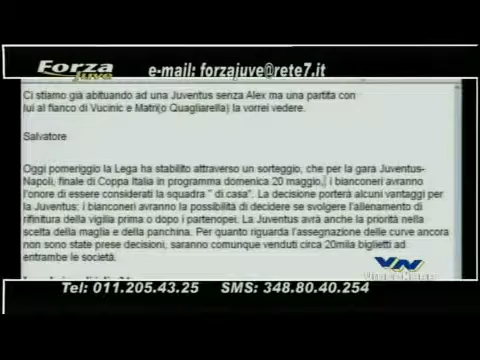 Forza
juve
e-mail: forzajuve@rete7.it
Ci stiamo già abituando ad una Juventus senza Alex ma una partita con
lui al fianco di Vucinic e Matri(o Quagliarella) la vorrei vedere.
Salvatore
Oggi pomeriggio la Lega ha stabilito attraverso un sorteggio, che per la gara Juventus-
Napoli, finale di Coppa Italia in programma domenica 20 maggio, i bianconeri avranno
l'onore di essere considerati la squadra " di casa". La decisione porterà alcuni vantaggi per
la Juventus: i bianconeri avranno la possibilità di decidere se svolgere l'allenamento di
rifinitura della vigilia prima o dopo i partenopei. La Juventus avrà anche la priorità nella
scelta della maglia e della panchina. Per quanto riguarda l'assegnazione delle curve ancora
non sono state prese decisioni, saranno comunque venduti circa 20mila biglietti ad
entrambe le società.
VN
Tel: 011.205.43.25 SMS: 348.80.40.254